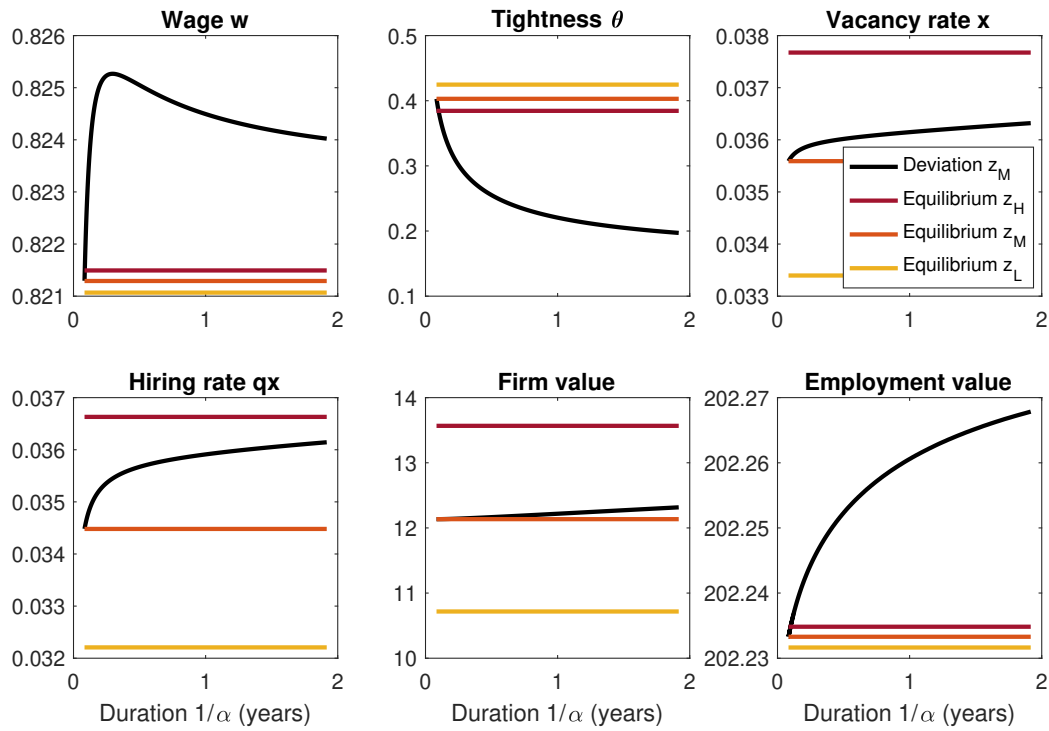 Wage w
0.826
0.825
0.824
0.823
0.822
0.821
0 1 2
Tightness θ
0.5
0.4
0.3
0.2
0.1
0 1 2
Vacancy rate x
0.038
0.037
0.036
0.035
0.034
0.033
0 1 2
Deviation z_M
Equilibrium z_H
Equilibrium z_M
Equilibrium z_L
Hiring rate qx
0.037
0.036
0.035
0.034
0.033
0.032
0 1 2
Duration 1/α (years)
Firm value
14
13
12
11
10
0 1 2
Duration 1/α (years)
Employment value
202.27
202.26
202.25
202.24
202.23
0 1 2
Duration 1/α (years)